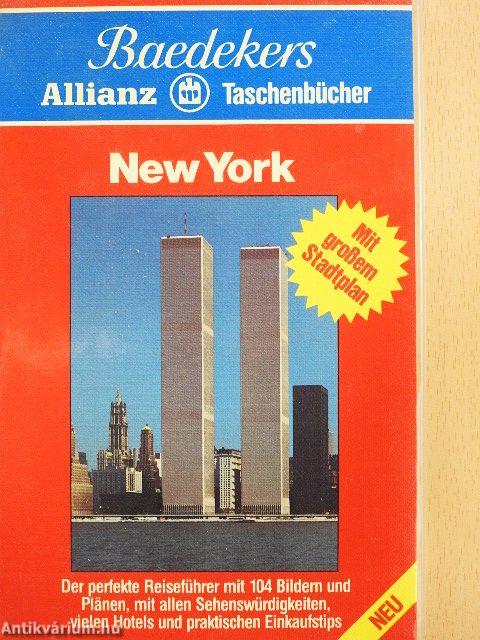 Baedekers
Allianz Taschenbücher
New York
Mit
großem
Stadtplan
Der perfekte Reiseführer mit 104 Bildern und
Plänen, mit allen Sehenswürdigkeiten,
vielen Hotels und praktischen Einkaufstips
NEU
Antikvárium.hu